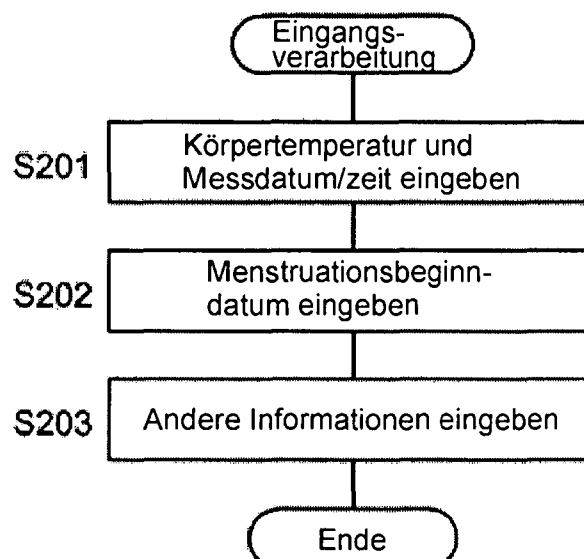 Eingangs-
verarbeitung
S201
Körpertemperatur und
Messdatum/zeit eingeben
S202
Menstruationsbeginn-
datum eingeben
S203
Andere Informationen eingeben
Ende